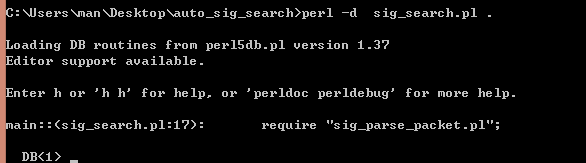 C:\Users\man\Desktop\auto_sig_search>perl -d  sig_search.pl .
Loading DB routines from perl5db.pl version 1.37
Editor support available.
Enter h or 'h h' for help, or 'perldoc perldebug' for more help.
main::(sig_search.pl:17):       require "sig_parse_packet.pl";
DB<1> _